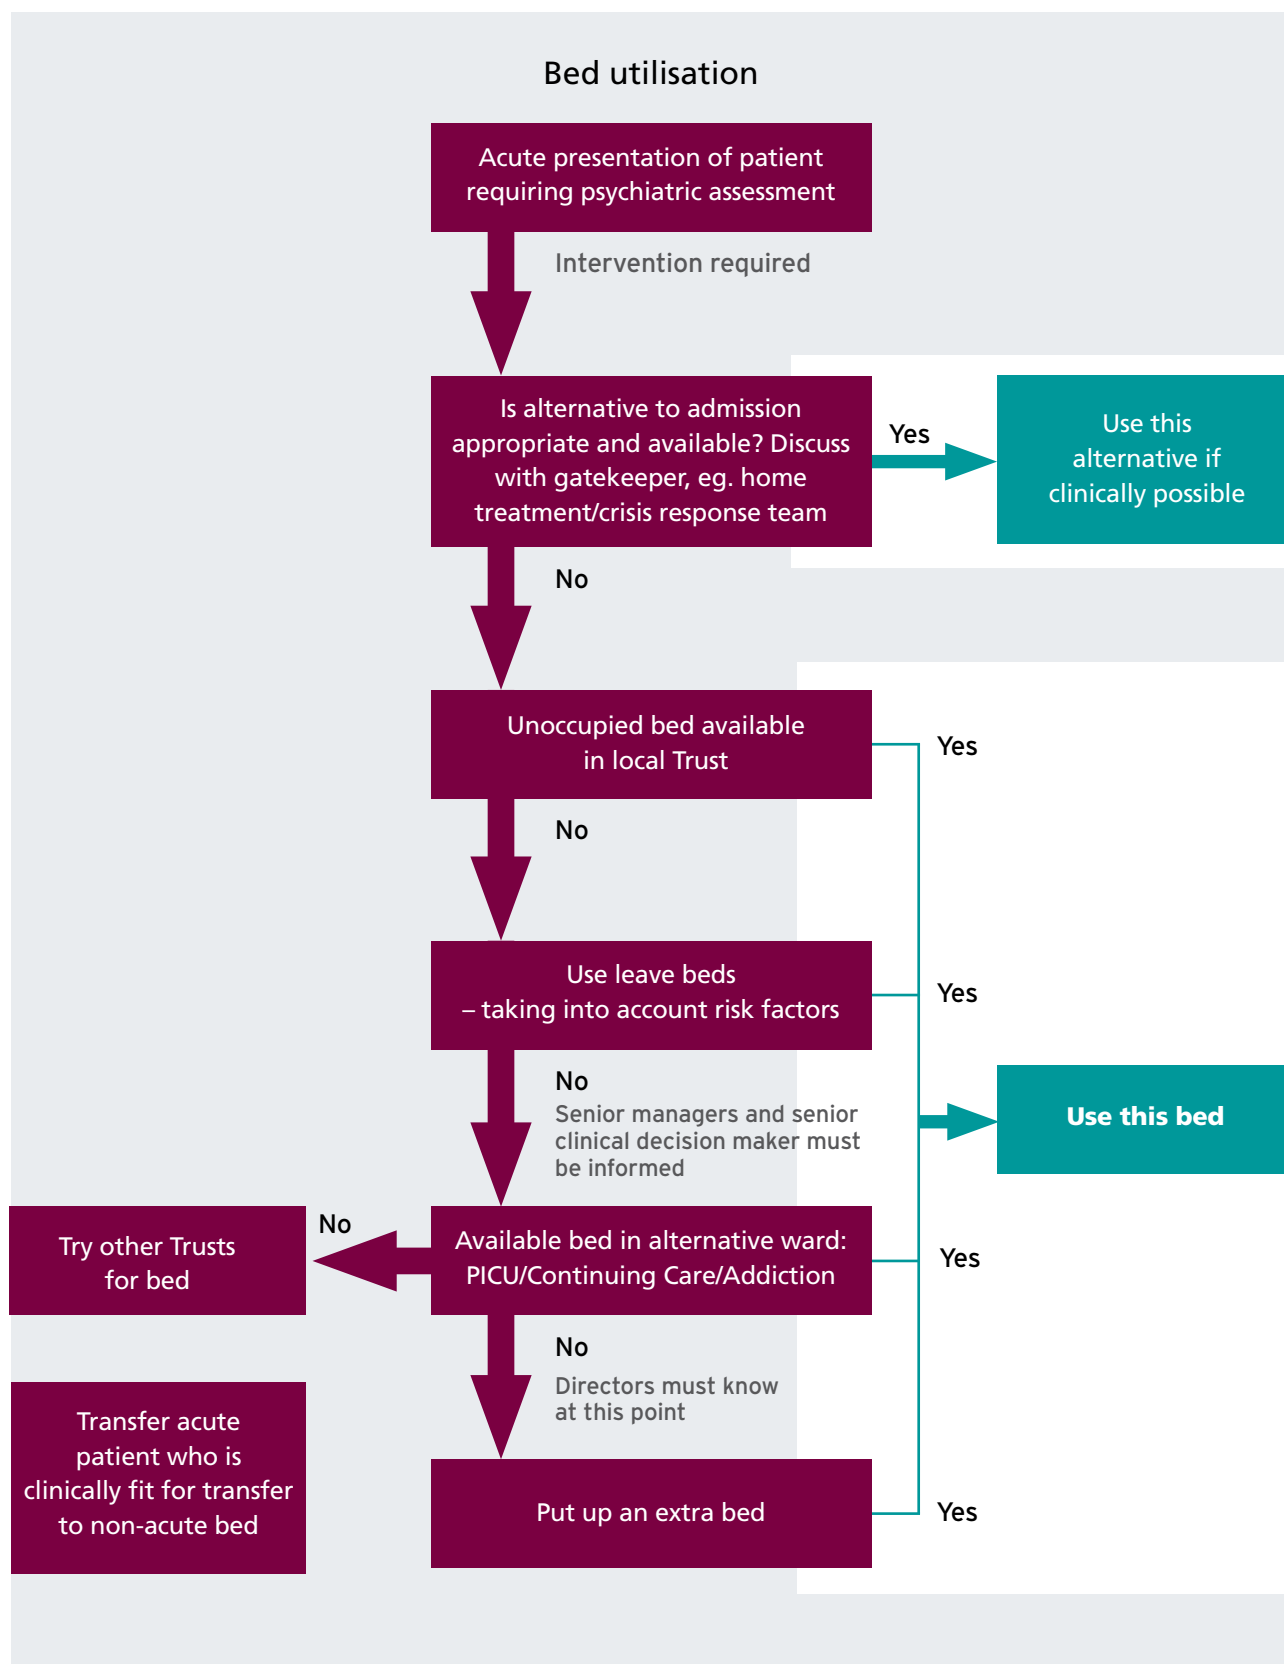 Bed utilisation
Acute presentation of patient
requiring psychiatric assessment
Intervention required
Is alternative to admission
appropriate and available? Discuss
with gatekeeper, eg. home
treatment/crisis response team
Yes
Use this
alternative if
clinically possible
No
Unoccupied bed available
in local Trust
Yes
No
Use leave beds
– taking into account risk factors
Yes
No
Senior managers and senior
clinical decision maker must
be informed
Use this bed
Available bed in alternative ward:
PICU/Continuing Care/Addiction
Yes
No
Try other Trusts
for bed
No
Directors must know
at this point
Transfer acute
patient who is
clinically fit for transfer
to non-acute bed
Put up an extra bed
Yes